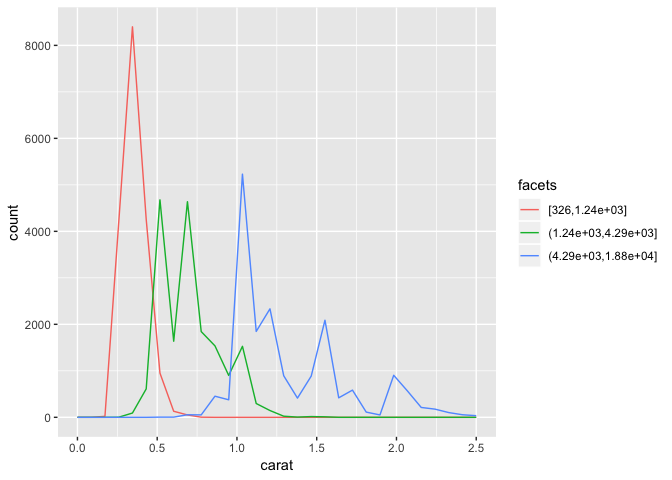 8000
6000
4000
2000
0
count
0.0 0.5 1.0 1.5 2.0 2.5
carat
facets
[326,1.24e+03]
(1.24e+03,4.29e+03]
(4.29e+03,1.88e+04]